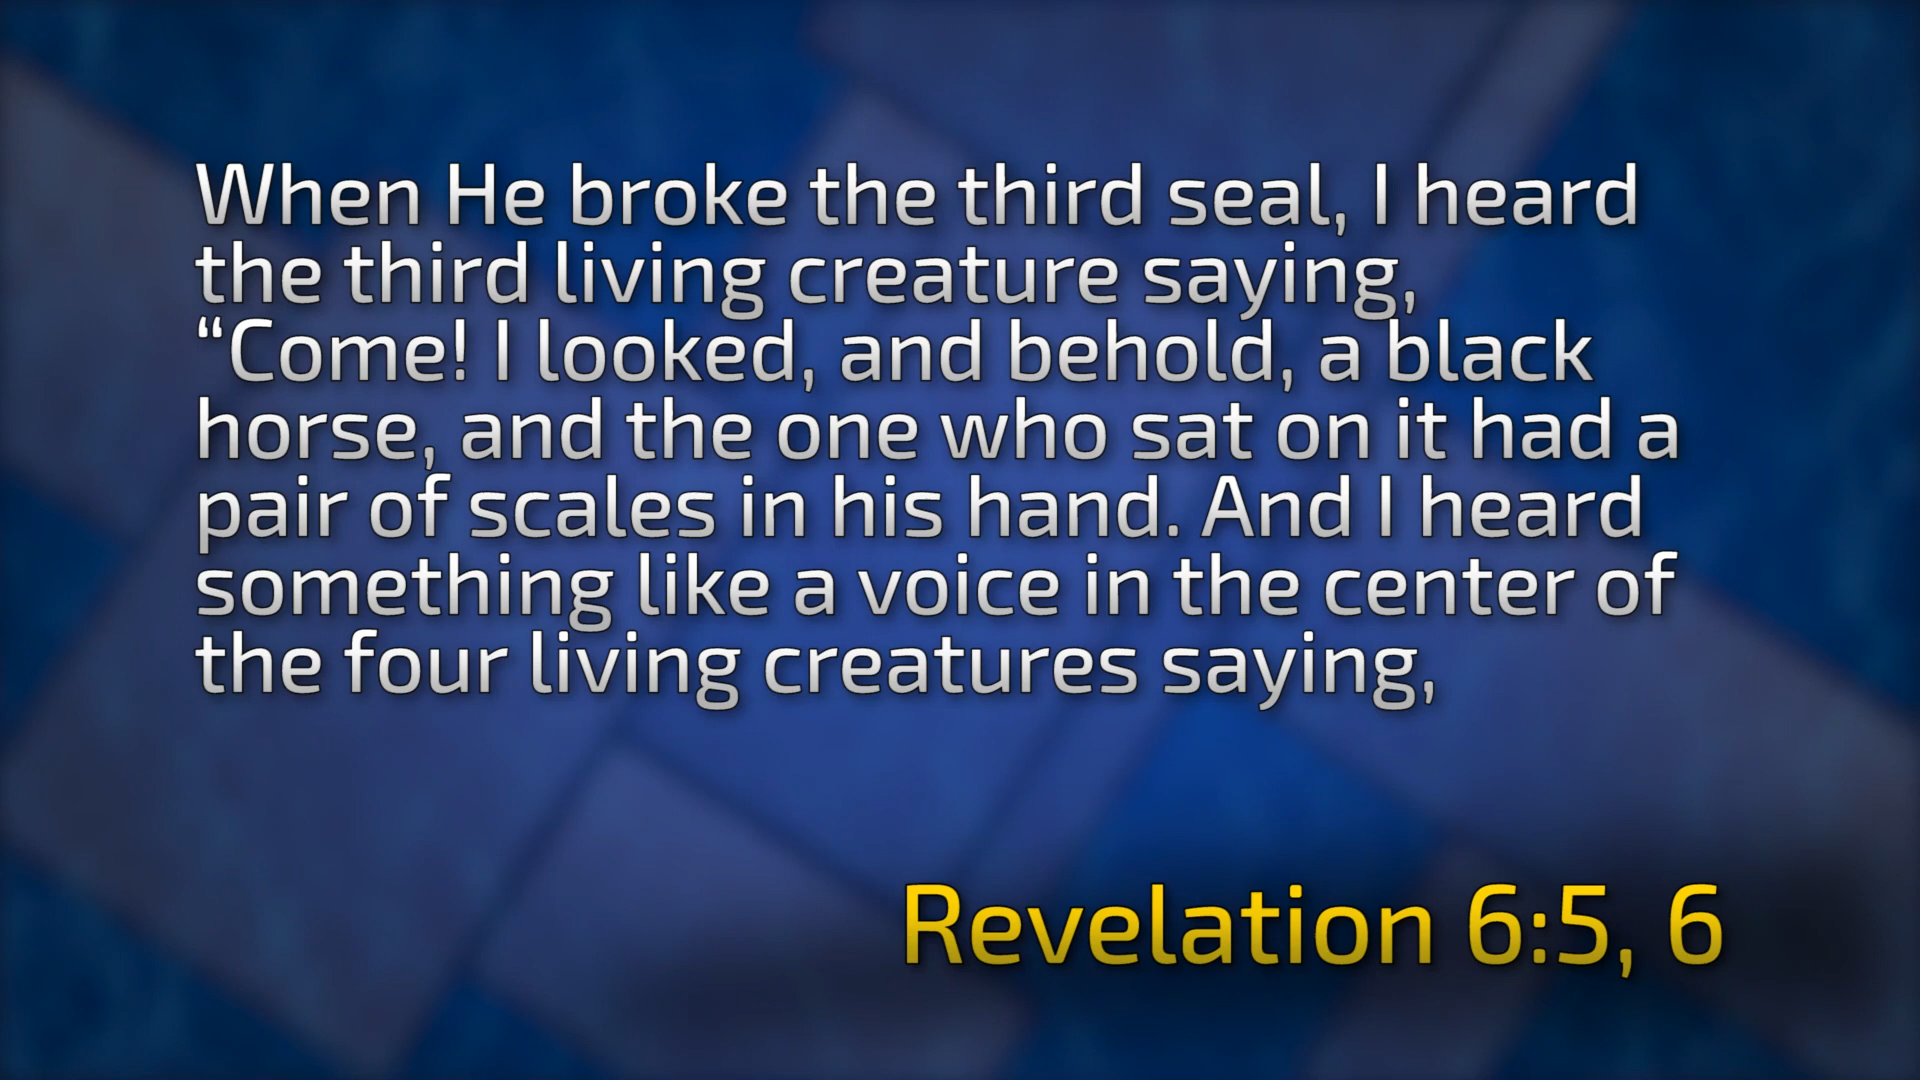 When He broke the third seal, I heard
the third living creature saying,
“Come! I looked, and behold, a black
horse, and the one who sat on it had a
pair of scales in his hand. And I heard
something like a voice in the center of
the four living creatures saying,
Revelation 6:5, 6